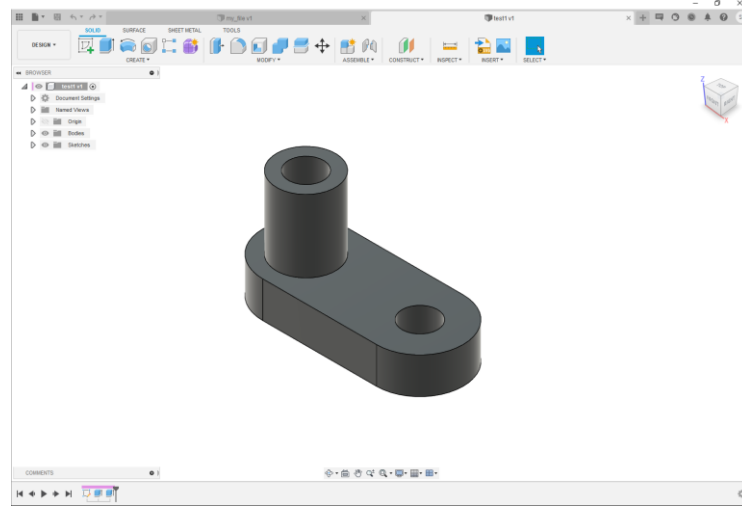 my_file v1
test1 v1
SOLID SURFACE SHEET METAL TOOLS
DESIGN
CREATE MODIFY ASSEMBLE CONSTRUCT INSPECT INSERT SELECT
BROWSER
test1 v1
Document Settings
Named Views
Origin
Bodies
Sketches
Z
X
COMMENTS